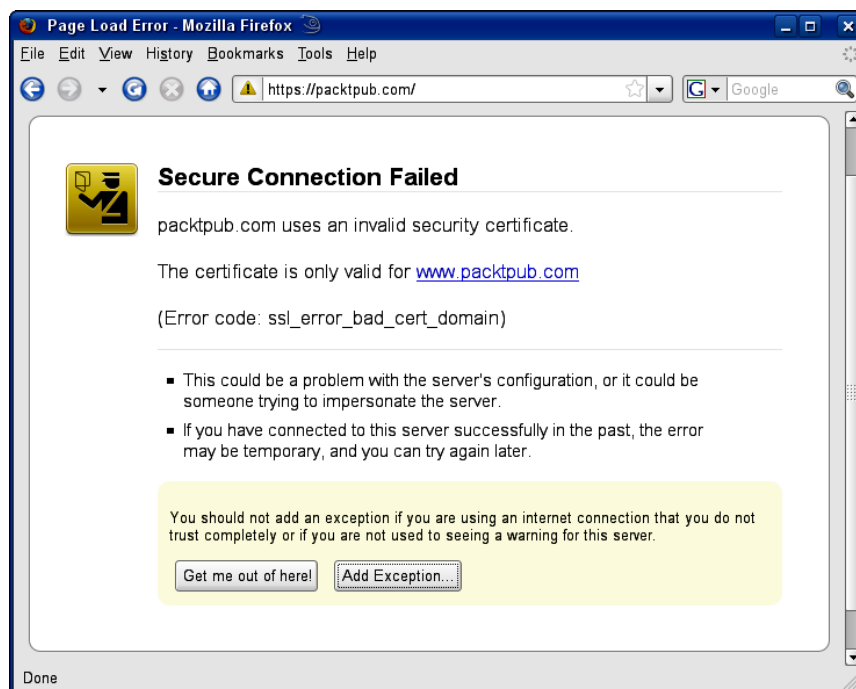 Page Load Error - Mozilla Firefox
File Edit View History Bookmarks Tools Help
https://packtpub.com/ G Google
Secure Connection Failed
packtpub.com uses an invalid security certificate.
The certificate is only valid for www.packtpub.com
(Error code: ssl_error_bad_cert_domain)
This could be a problem with the server's configuration, or it could be
someone trying to impersonate the server.
If you have connected to this server successfully in the past, the error
may be temporary, and you can try again later.
You should not add an exception if you are using an internet connection that you do not
trust completely or if you are not used to seeing a warning for this server.
Get me out of here! Add Exception...
Done